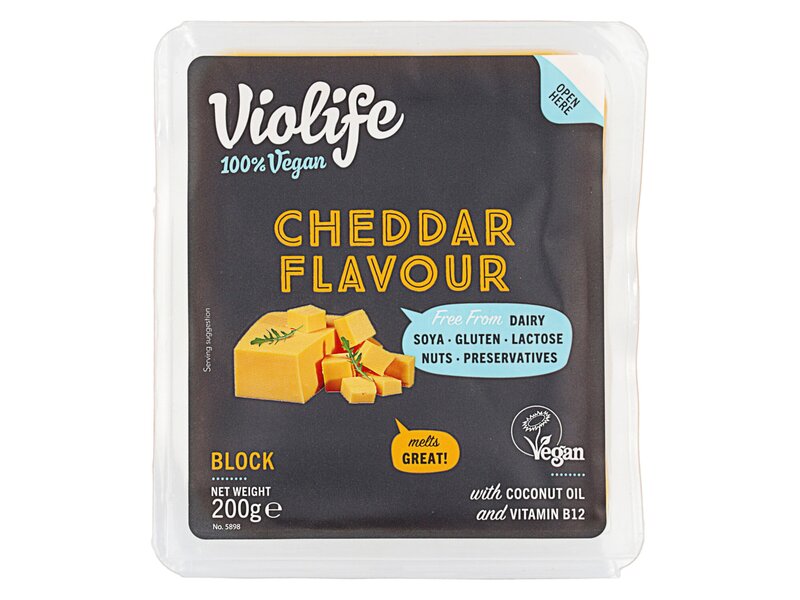 Violife
100% Vegan
OPEN
HERE
CHEDDAR
FLAVOUR
Free From DAIRY
SOYA · GLUTEN · LACTOSE
NUTS · PRESERVATIVES
Serving suggestion
melts
GREAT!
Vegan
BLOCK
NET WEIGHT
200g ℮
No. 5898
with COCONUT OIL
and VITAMIN B12